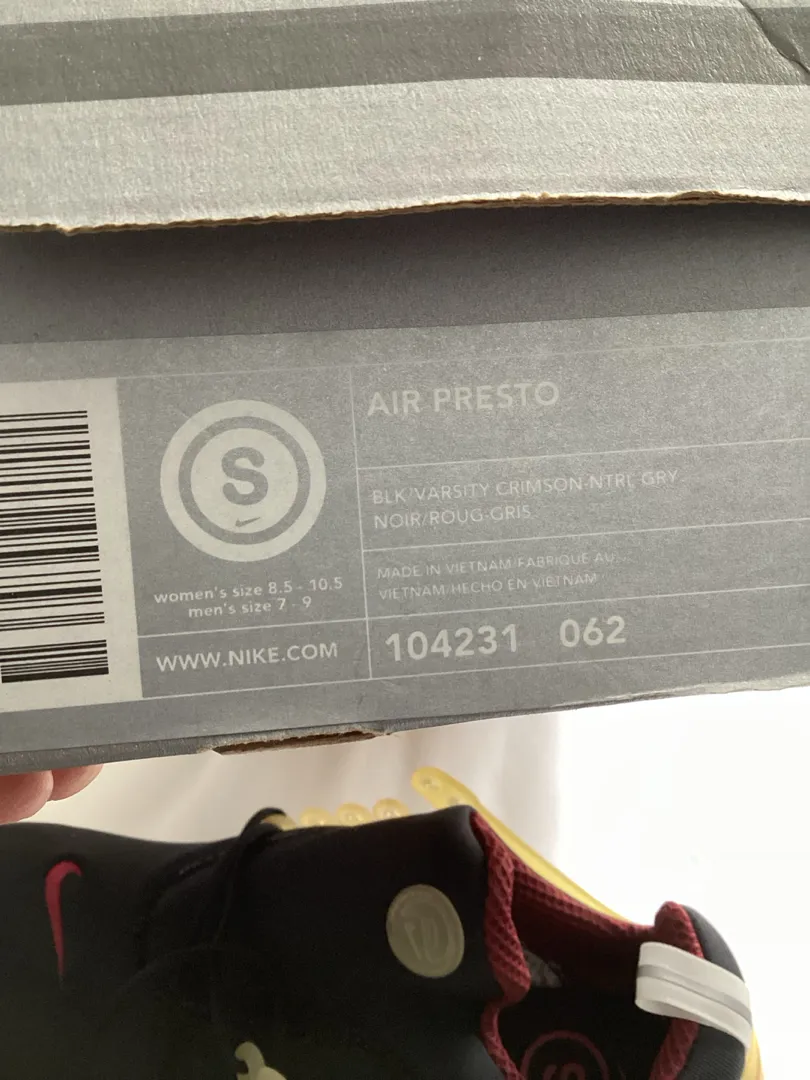 AIR PRESTO
S
BLK/VARSITY CRIMSON-NTRL GRY
NOIR/ROUG-GRIS
women's size 8.5 - 10.5
men's size 7 - 9
MADE IN VIETNAM/FABRIQUE AU
VIETNAM/HECHO EN VIETNAM
WWW.NIKE.COM
104231 062